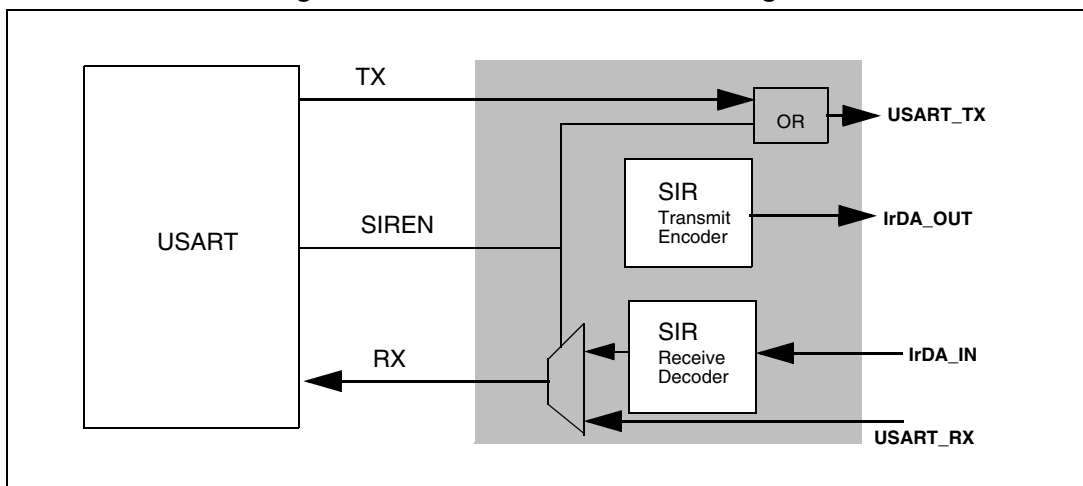 TX
OR
USART_TX
SIR
Transmit
Encoder
IrDA_OUT
USART
SIREN
SIR
Receive
Decoder
IrDA_IN
RX
USART_RX